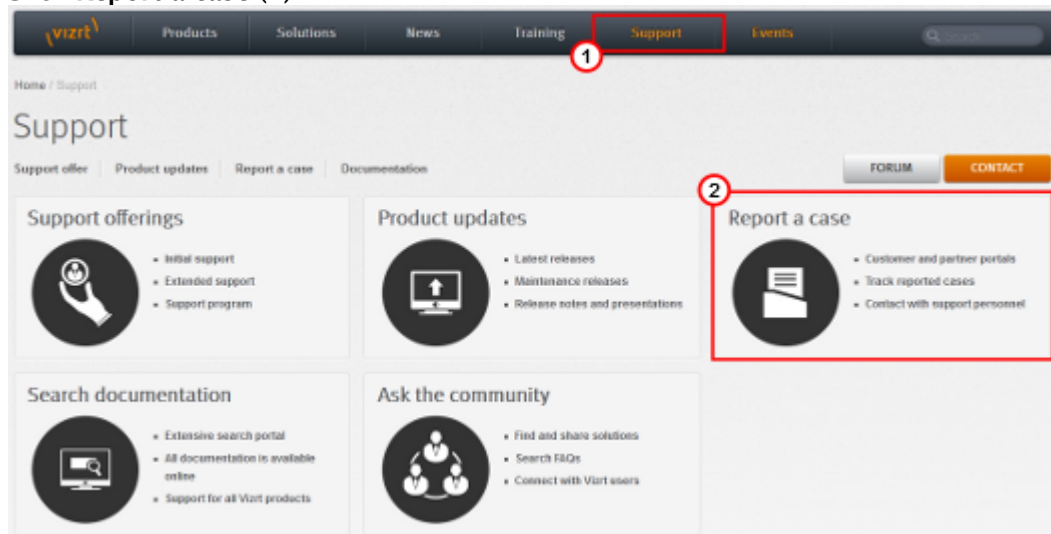 vizrt Products Solutions News Training Support Events Search
1
Home / Support
Support
Support offer Product updates Report a case Documentation
FORUM CONTACT
2
Support offerings
Initial support
Extended support
Support program
Product updates
Latest releases
Maintenance releases
Release notes and presentations
Report a case
Customer and partner portals
Track reported cases
Contact with support personnel
Search documentation
Extensive search portal
All documentation is available
online
Support for all Vizrt products
Ask the community
Find and share solutions
Search FAQs
Connect with Vizrt users